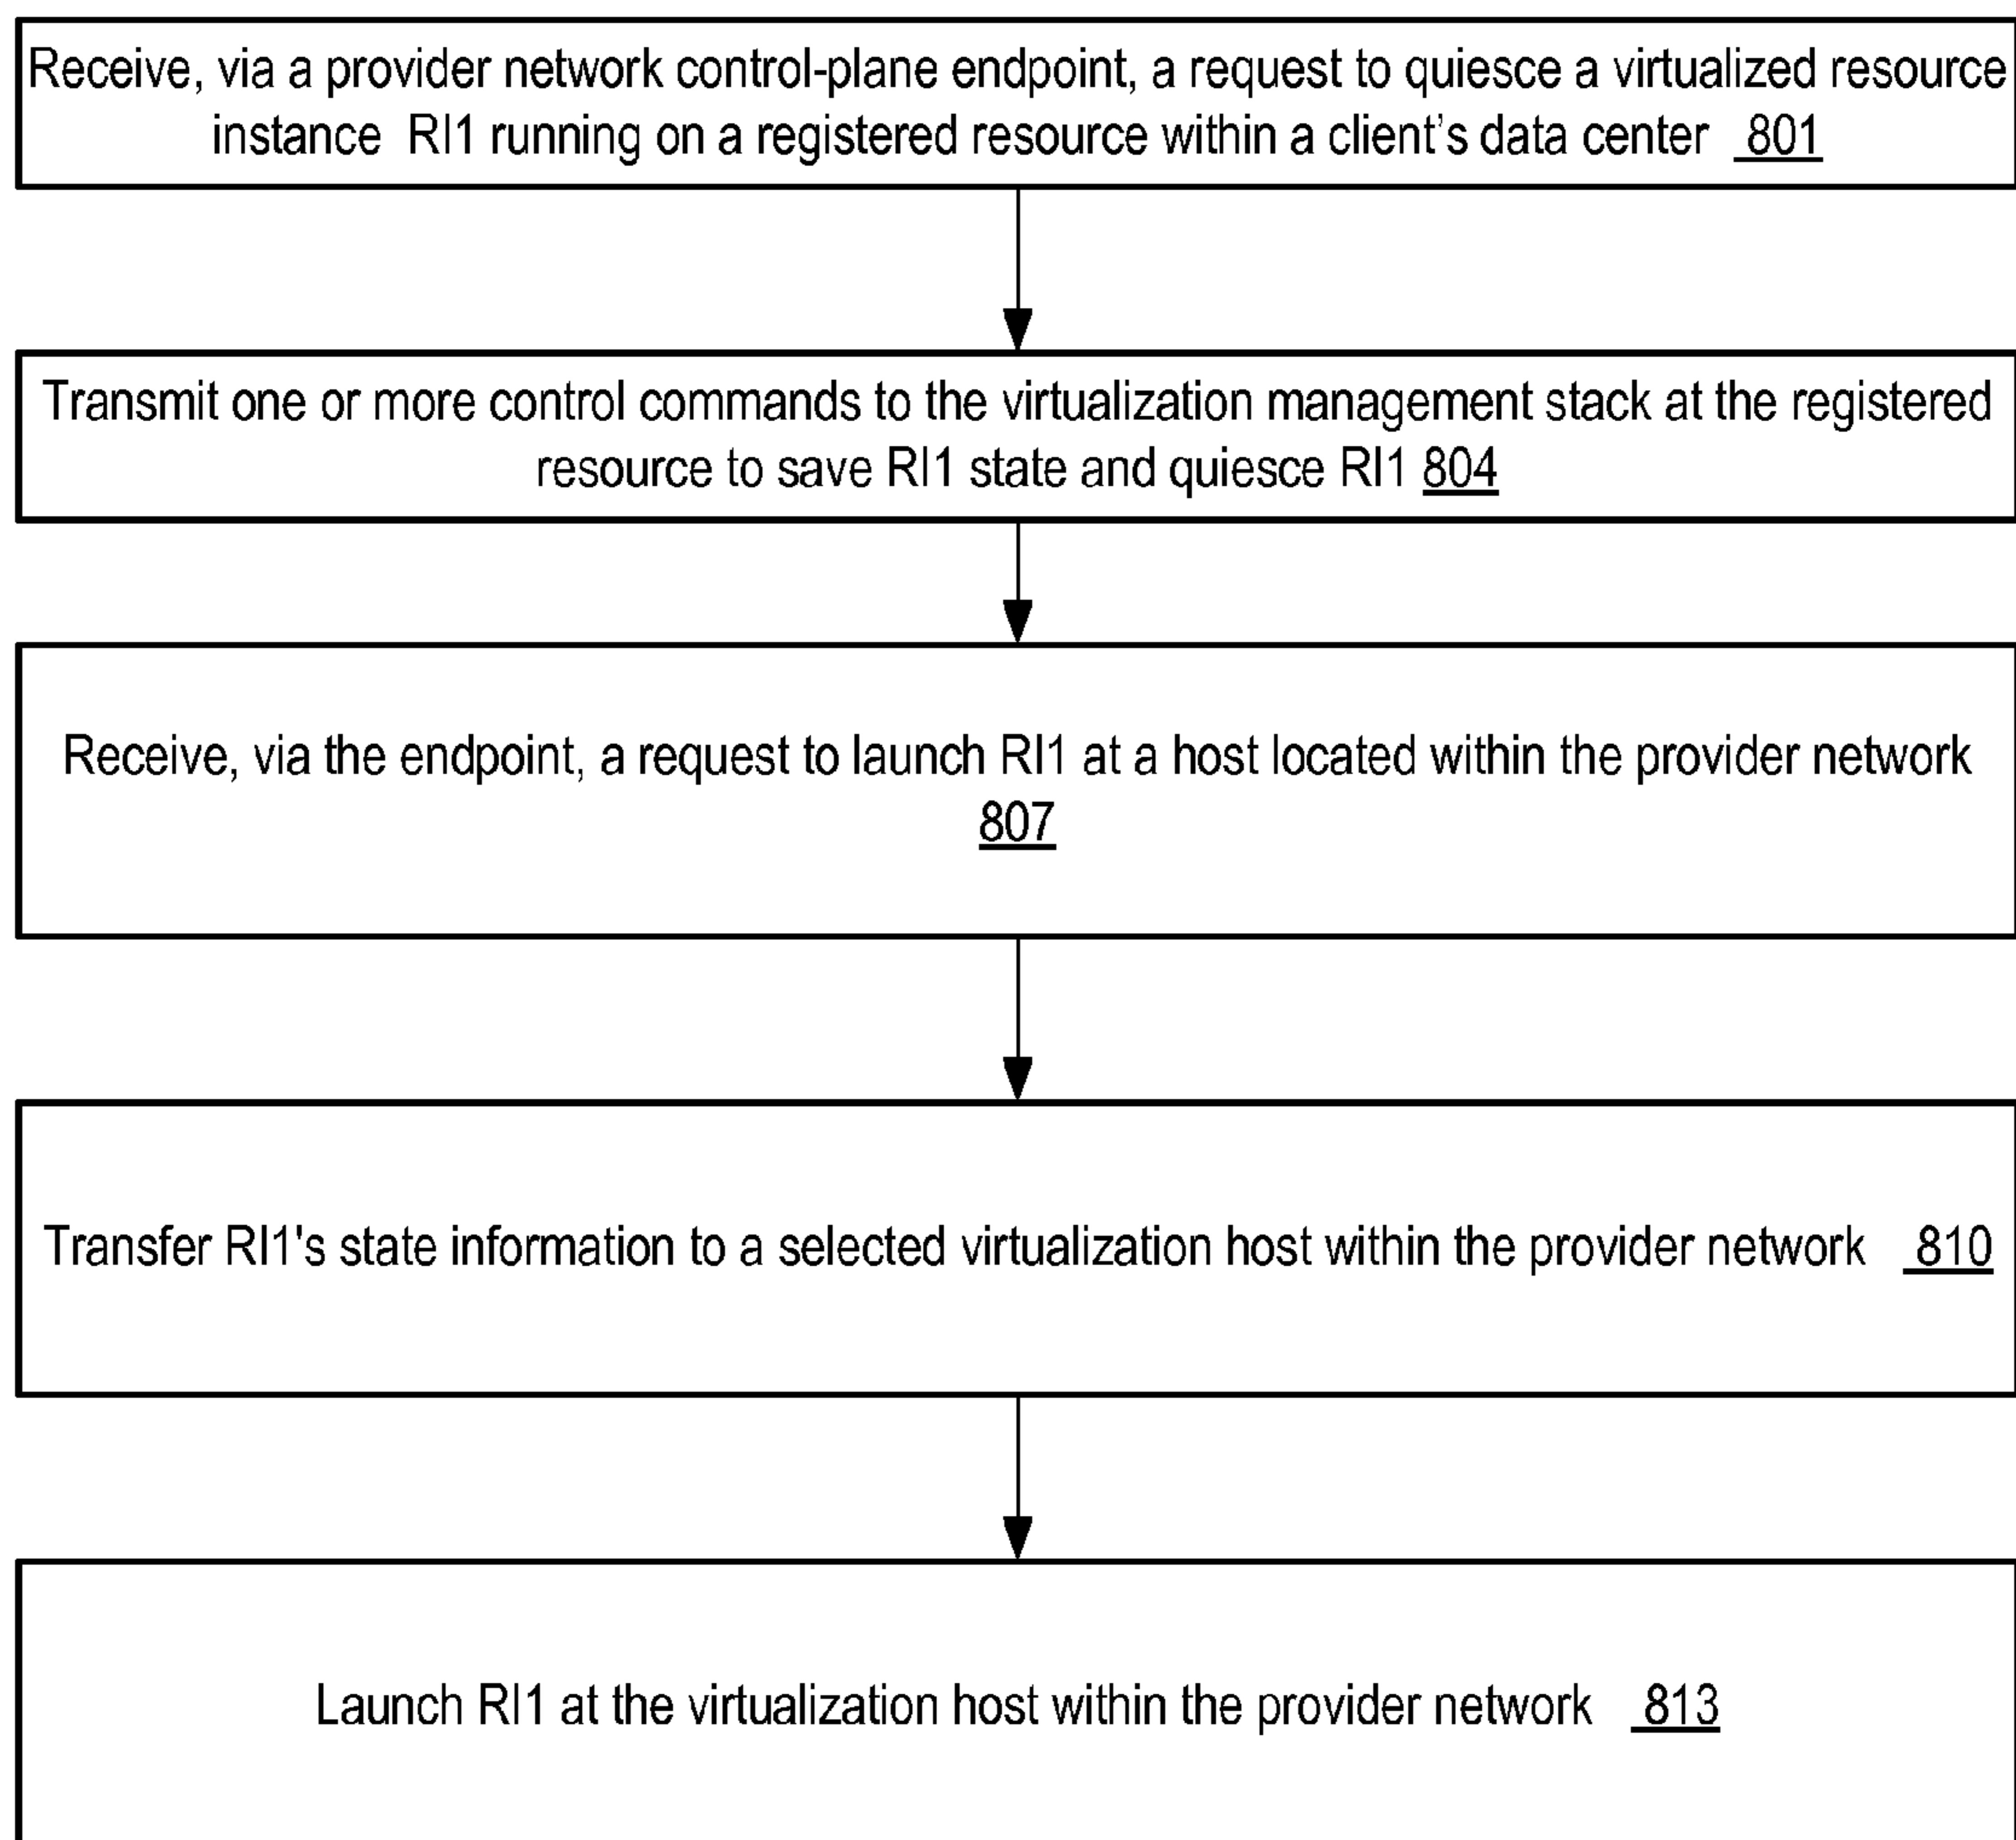 Receive, via a provider network control-plane endpoint, a request to quiesce a virtualized resource
instance RI1 running on a registered resource within a client's data center 801
Transmit one or more control commands to the virtualization management stack at the registered
resource to save RI1 state and quiesce RI1 804
Receive, via the endpoint, a request to launch RI1 at a host located within the provider network
807
Transfer RI1's state information to a selected virtualization host within the provider network 810
Launch RI1 at the virtualization host within the provider network 813